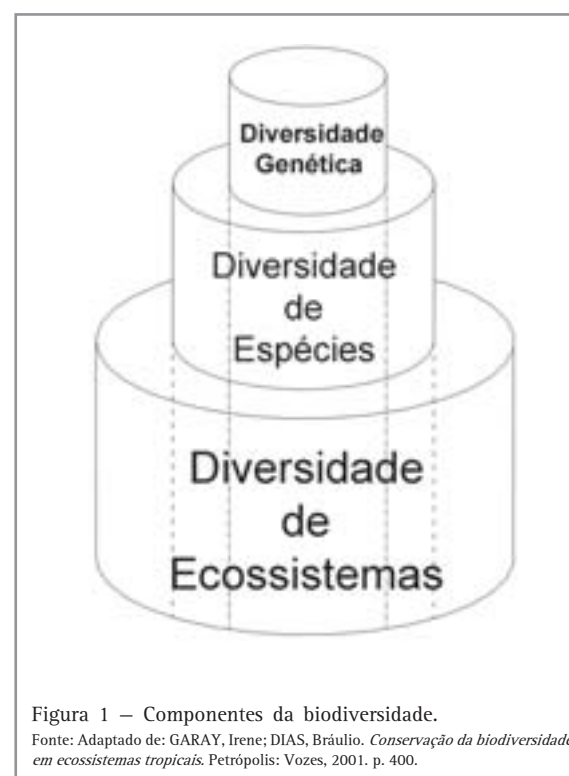 Diversidade
Genética
Diversidade
de
Espécies
Diversidade
de
Ecossistemas
Figura 1 – Componentes da biodiversidade.
Fonte: Adaptado de: GARAY, Irene; DIAS, Bráulio. Conservação da biodiversidade
em ecossistemas tropicais. Petrópolis: Vozes, 2001. p. 400.